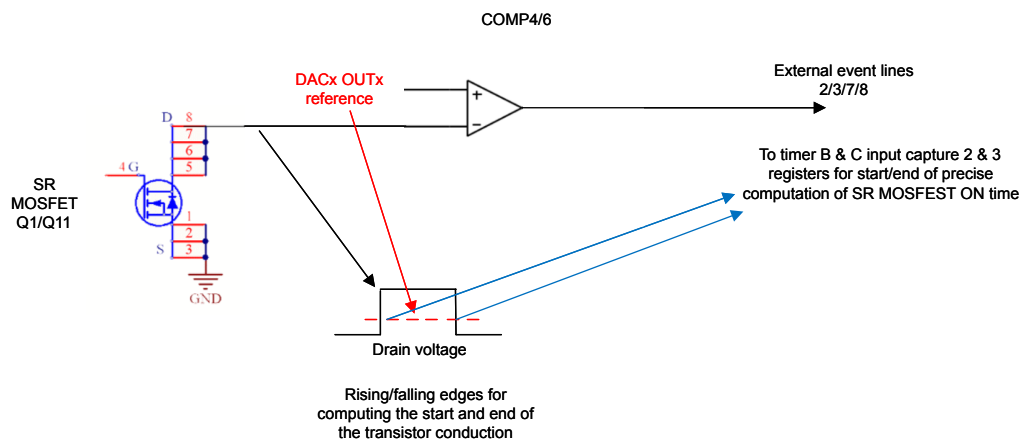 COMP4/6
DACx OUTx
reference
External event lines
2/3/7/8
+
−
D 8
7
6
5
4 G
SR
MOSFET
Q1/Q11
1
2
S 3
GND
To timer B & C input capture 2 & 3
registers for start/end of precise
computation of SR MOSFEST ON time
Drain voltage
Rising/falling edges for
computing the start and end of
the transistor conduction